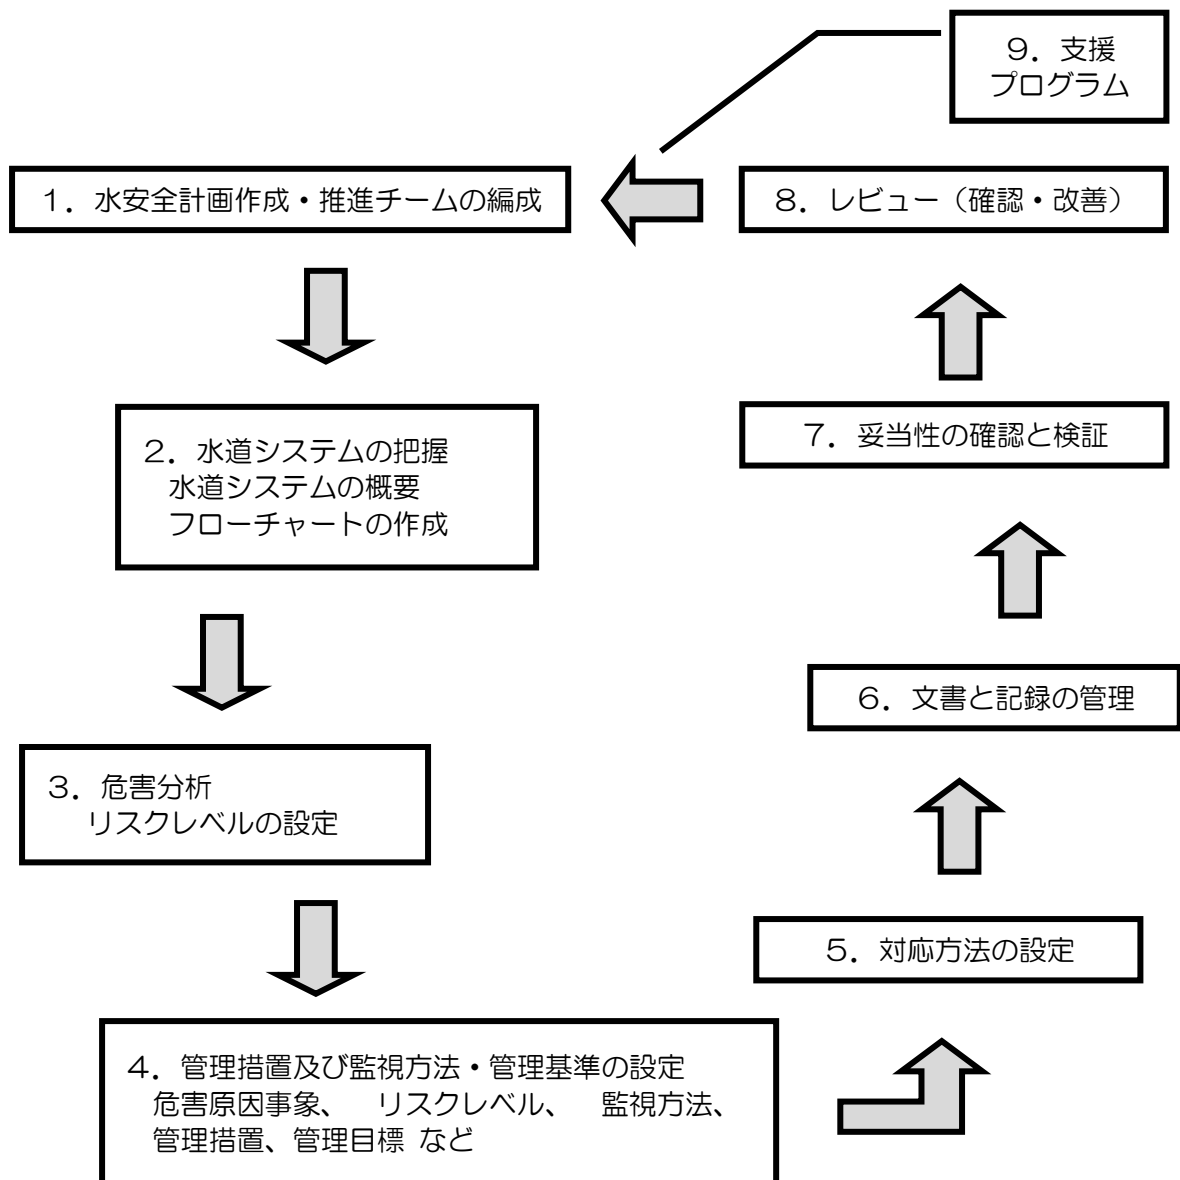 ９．支援
プログラム
１．水安全計画作成・推進チームの編成
８．レビュー（確認・改善）
２．水道システムの把握
水道システムの概要
フローチャートの作成
７．妥当性の確認と検証
６．文書と記録の管理
３．危害分析
リスクレベルの設定
５．対応方法の設定
４．管理措置及び監視方法・管理基準の設定
危害原因事象、　リスクレベル、　監視方法、
管理措置、管理目標 など